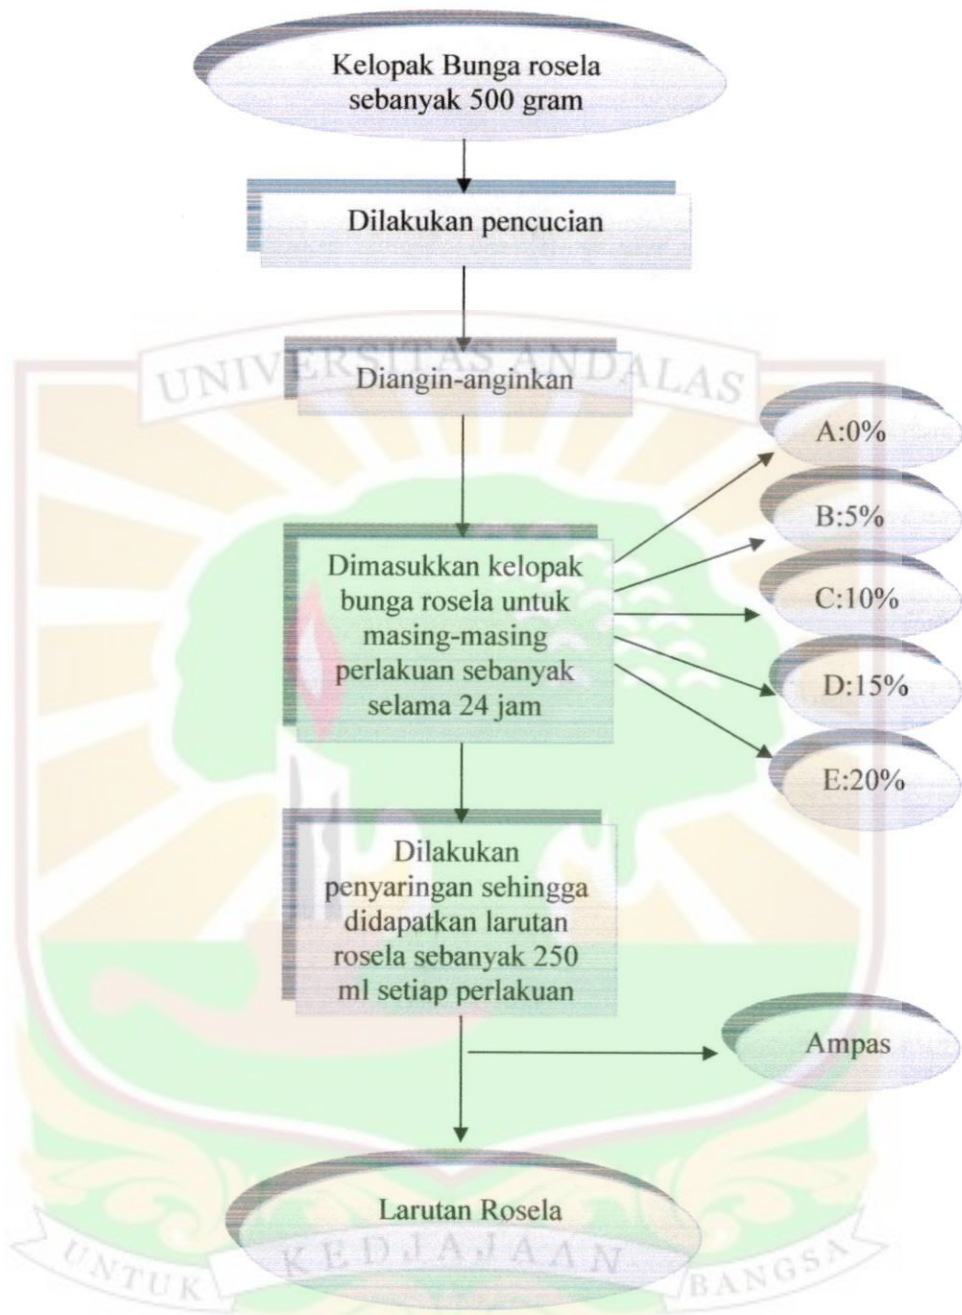 Kelopak Bunga rosela
sebanyak 500 gram
Dilakukan pencucian
UNIVERSITAS ANDALAS
Diangin-anginkan
A:0%
B:5%
C:10%
D:15%
E:20%
Dimasukkan kelopak
bunga rosela untuk
masing-masing
perlakuan sebanyak
selama 24 jam
Dilakukan
penyaringan sehingga
didapatkan larutan
rosela sebanyak 250
ml setiap perlakuan
Ampas
Larutan Rosela
UNTUK KEDJAJAAN BANGSA